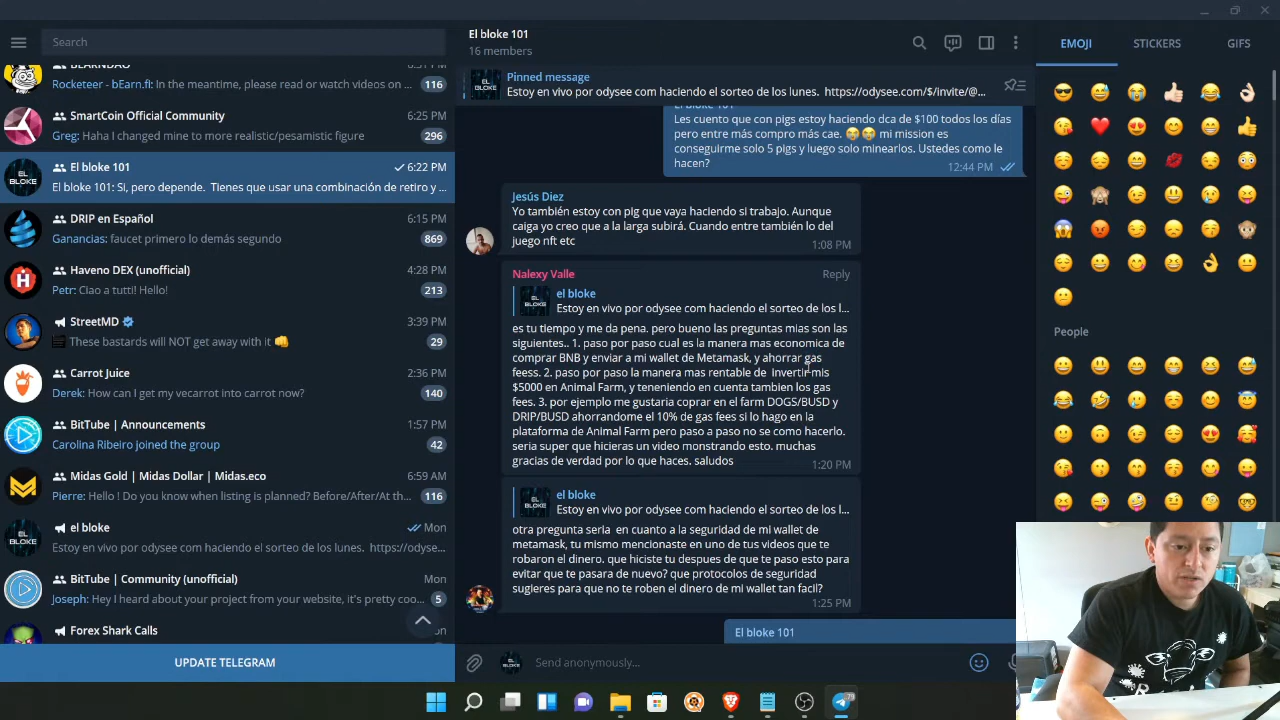 Search
BEARNDAO
6:31 PM
Rocketeer - bEarn.fi: In the meantime, please read or watch videos on ...
116
SmartCoin Official Community
6:25 PM
Greg: Haha I changed mine to more realistic/pesamistic figure
296
El bloke 101
6:22 PM
El bloke 101: Si, pero depende. Tienes que usar una combinación de retiro y ...
DRIP en Español
6:15 PM
Ganancias: faucet primero lo demás segundo
869
Haveno DEX (unofficial)
4:28 PM
Petr: Ciao a tutti! Hello!
213
StreetMD
3:39 PM
These bastards will NOT get away with it 👊
29
Carrot Juice
2:36 PM
Derek: How can I get my vecarrot into carrot now?
140
BitTube | Announcements
1:57 PM
Carolina Ribeiro joined the group
42
Midas Gold | Midas Dollar | Midas.eco
6:59 AM
Pierre: Hello ! Do you know when listing is planned? Before/After/At th...
116
el bloke
Mon
Estoy en vivo por odysee com haciendo el sorteo de los lunes. https://odyse...
BitTube | Community (unofficial)
Mon
Joseph: Hey I heard about your project from your website, it's pretty coo...
5
Forex Shark Calls
UPDATE TELEGRAM
El bloke 101
16 members
Pinned message
Estoy en vivo por odysee com haciendo el sorteo de los lunes. https://odysee.com/$/invite/@...
El bloke 101
Les cuento que con pigs estoy haciendo dca de $100 todos los días
pero entre más compro más cae. 😭😭 mi mission es
conseguirme solo 5 pigs y luego solo minearlos. Ustedes como le
hacen?
12:44 PM
Jesús Diez
Yo también estoy con pig que vaya haciendo si trabajo. Aunque
caiga yo creo que a la larga subirá. Cuando entre también lo del
juego nft etc
1:08 PM
Nalexy Valle
Reply
el bloke
Estoy en vivo por odysee com haciendo el sorteo de los l...
es tu tiempo y me da pena. pero bueno las preguntas mias son las
siguientes.. 1. paso por paso cual es la manera mas economica de
comprar BNB y enviar a mi wallet de Metamask, y ahorrar gas
feess. 2. paso por paso la manera mas rentable de invertir mis
$5000 en Animal Farm, y teneniendo en cuenta tambien los gas
fees. 3. por ejemplo me gustaria coprar en el farm DOGS/BUSD y
DRIP/BUSD ahorrandome el 10% de gas fees si lo hago en la
plataforma de Animal Farm pero paso a paso no se como hacerlo.
seria super que hicieras un video monstrando esto. muchas
gracias de verdad por lo que haces. saludos
1:20 PM
el bloke
Estoy en vivo por odysee com haciendo el sorteo de los l...
otra pregunta seria en cuanto a la seguridad de mi wallet de
metamask, tu mismo mencionaste en uno de tus videos que te
robaron el dinero. que hiciste tu despues de que te paso esto para
evitar que te pasara de nuevo? que protocolos de seguridad
sugieres para que no te roben el dinero de mi wallet tan facil?
1:25 PM
El bloke 101
Send anonymously...
EMOJI
STICKERS
GIFS
People